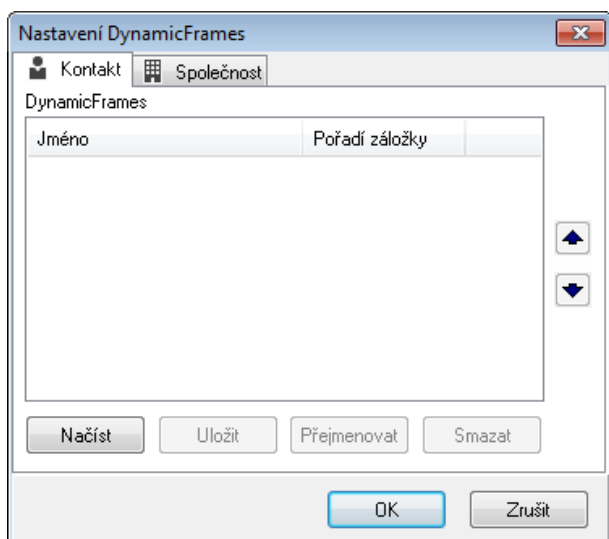 Nastavení DynamicFrames
Kontakt Společnost
DynamicFrames
Jméno Pořadí záložky
Načíst Uložit Přejmenovat Smazat
OK Zrušit